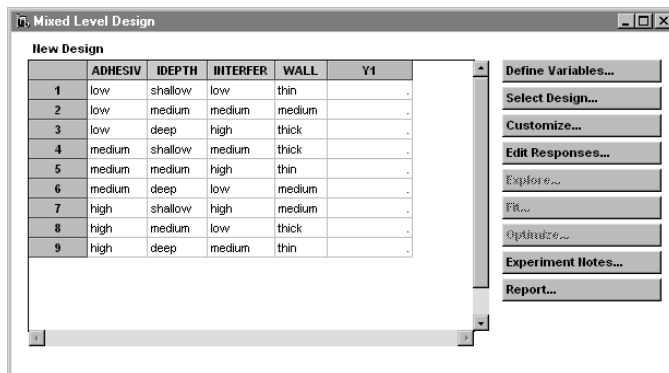 Mixed Level Design
New Design
ADHESIV IDEPTH INTERFER WALL Y1
1 low shallow low thin .
2 low medium medium medium .
3 low deep high thick .
4 medium shallow medium thick .
5 medium medium high thin .
6 medium deep low medium .
7 high shallow high medium .
8 high medium low thick .
9 high deep medium thin .
Define Variables...
Select Design...
Customize...
Edit Responses...
Explore...
Fit...
Optimize...
Experiment Notes...
Report...